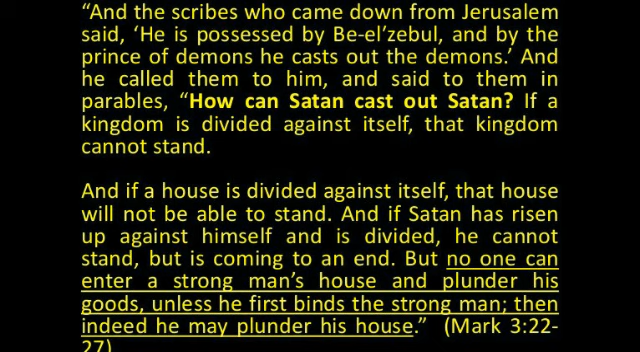 “And the scribes who came down from Jerusalem
said, ‘He is possessed by Be-el’zebul, and by the
prince of demons he casts out the demons.’ And
he called them to him, and said to them in
parables, “How can Satan cast out Satan? If a
kingdom is divided against itself, that kingdom
cannot stand.
And if a house is divided against itself, that house
will not be able to stand. And if Satan has risen
up against himself and is divided, he cannot
stand, but is coming to an end. But no one can
enter a strong man’s house and plunder his
goods, unless he first binds the strong man; then
indeed he may plunder his house.” (Mark 3:22-
27)